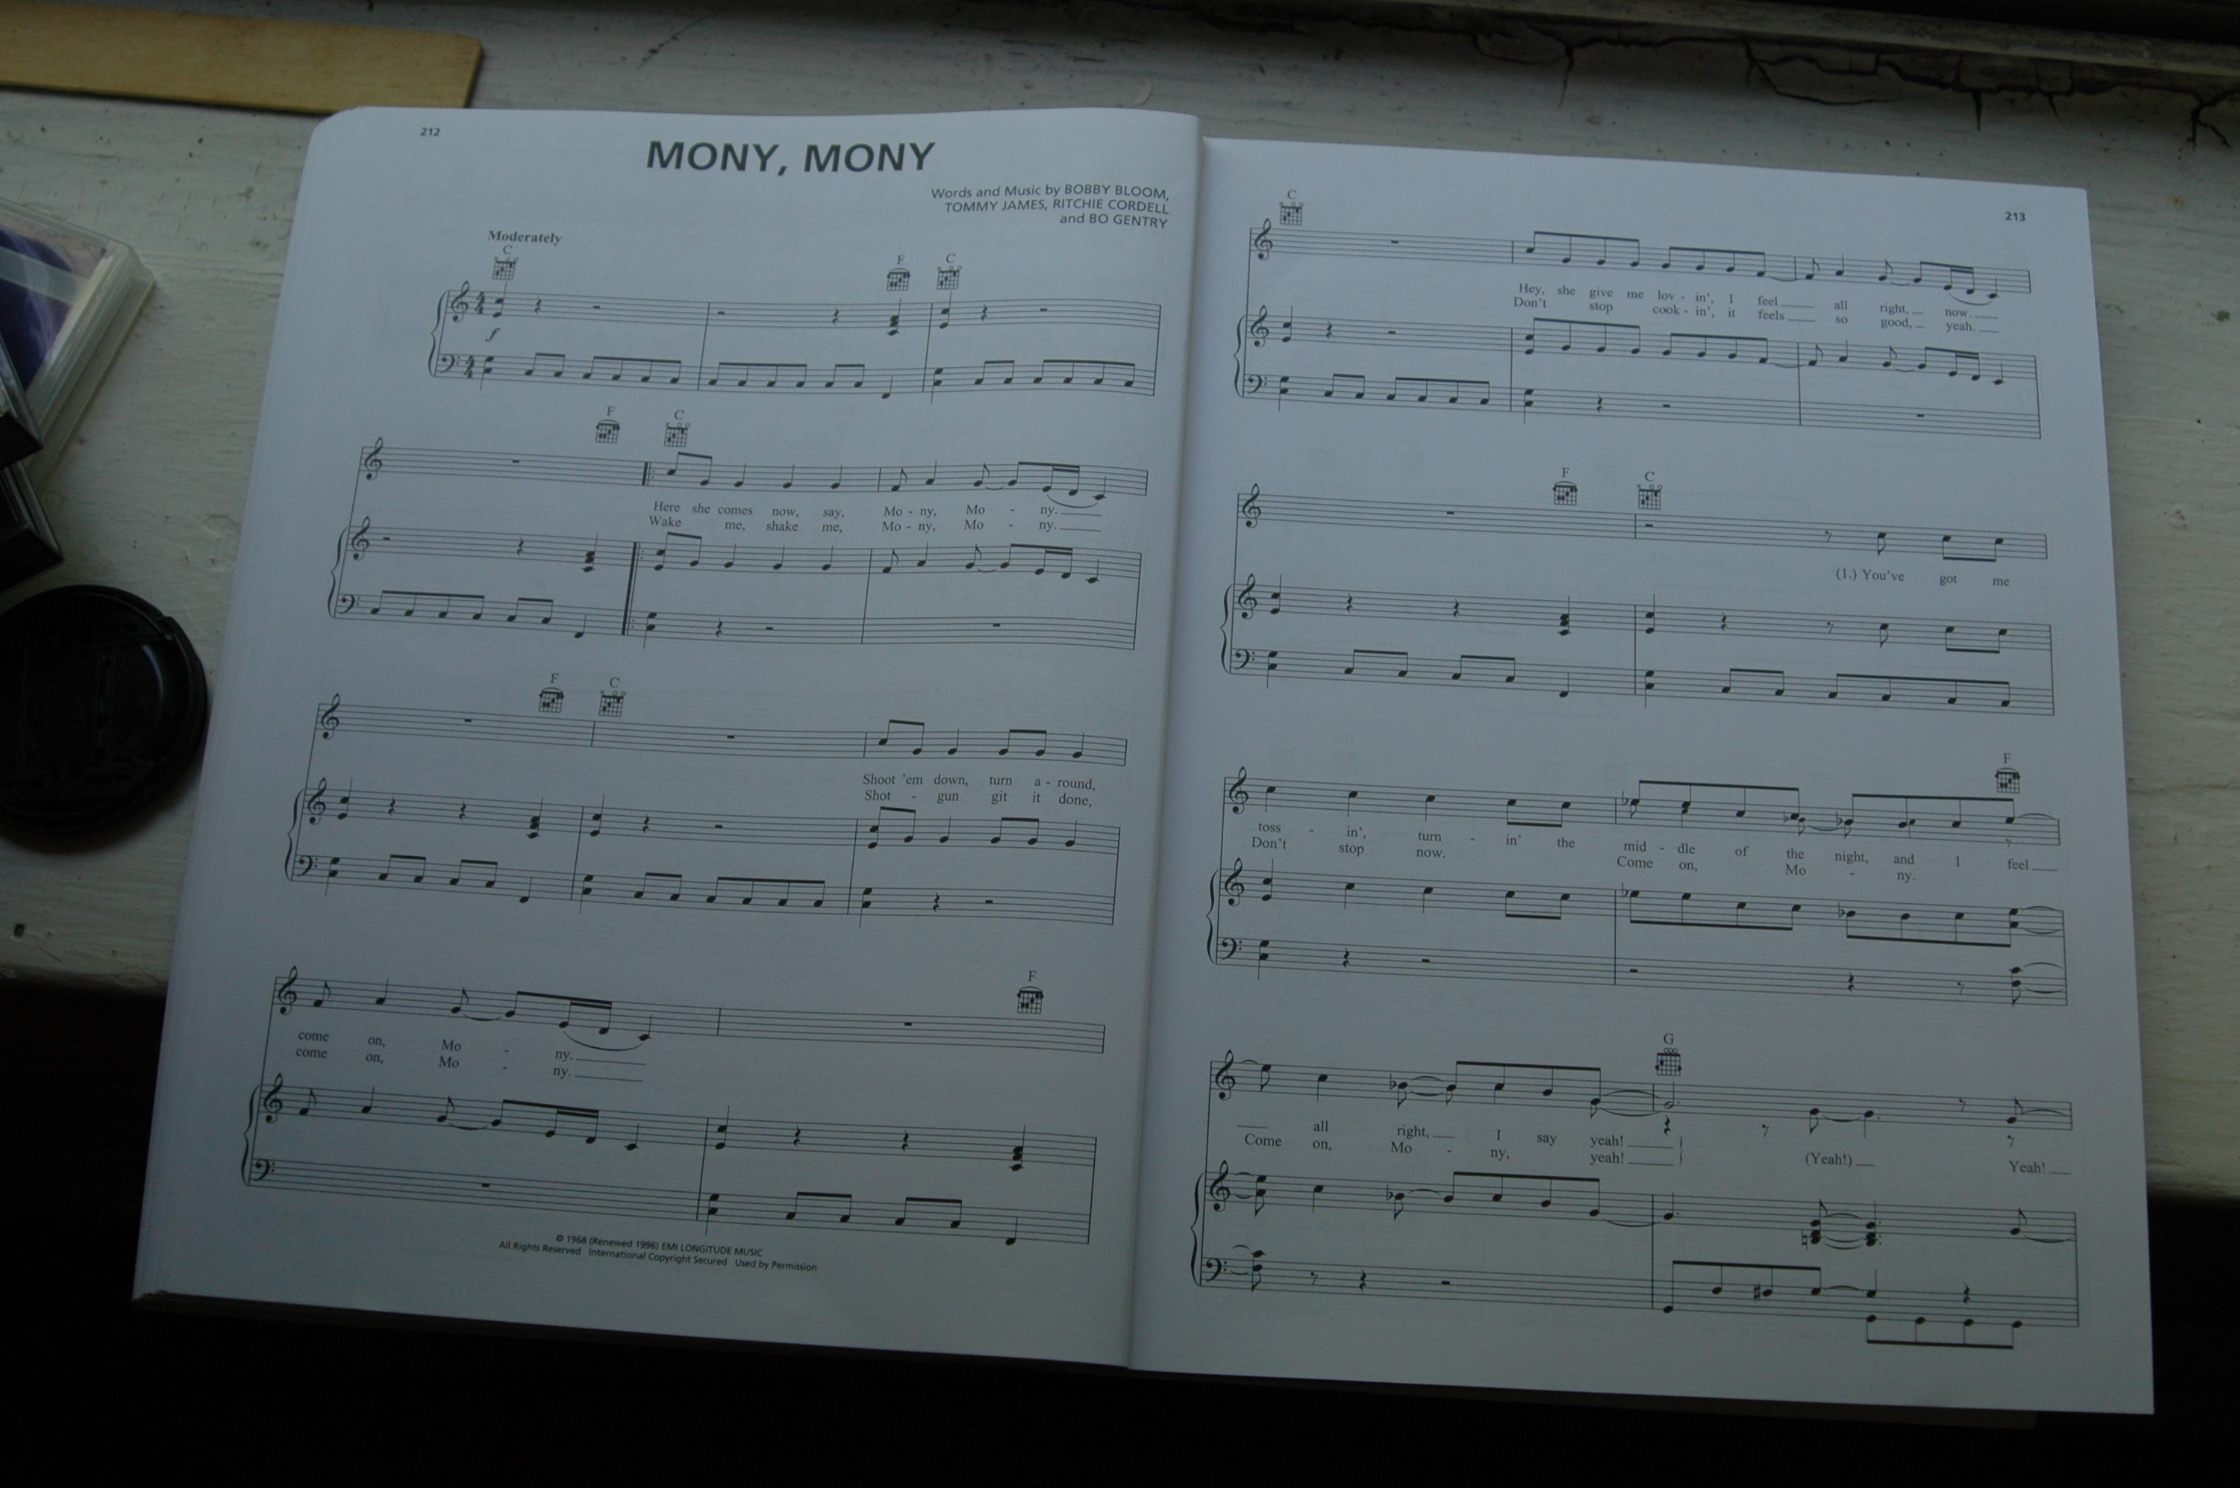 212
MONY, MONY
Words and Music by BOBBY BLOOM,
TOMMY JAMES, RITCHIE CORDELL
and BO GENTRY
Moderately
C F C
4 4
f
4 4
F C
Here she comes now, say, Mo - ny, Mo - ny.
Wake me, shake me, Mo - ny, Mo - ny.
F C
Shoot 'em down, turn a - round,
Shot - gun git it done,
F
come on, Mo - ny.
come on, Mo - ny.
© 1968 (Renewed 1996) EMI LONGITUDE MUSIC
All Rights Reserved International Copyright Secured Used by Permission
213
C
Hey, she give me lov - in', I feel all right, now.
Don't stop cook - in', it feels so good, yeah.
F C
(1.) You've got me
F
toss - in', turn - in' the mid - dle of the night, and I feel
Don't stop now. Come on, Mo - ny.
G
all right, I say yeah! (Yeah!) Yeah!
Come on, Mo - ny, yeah!